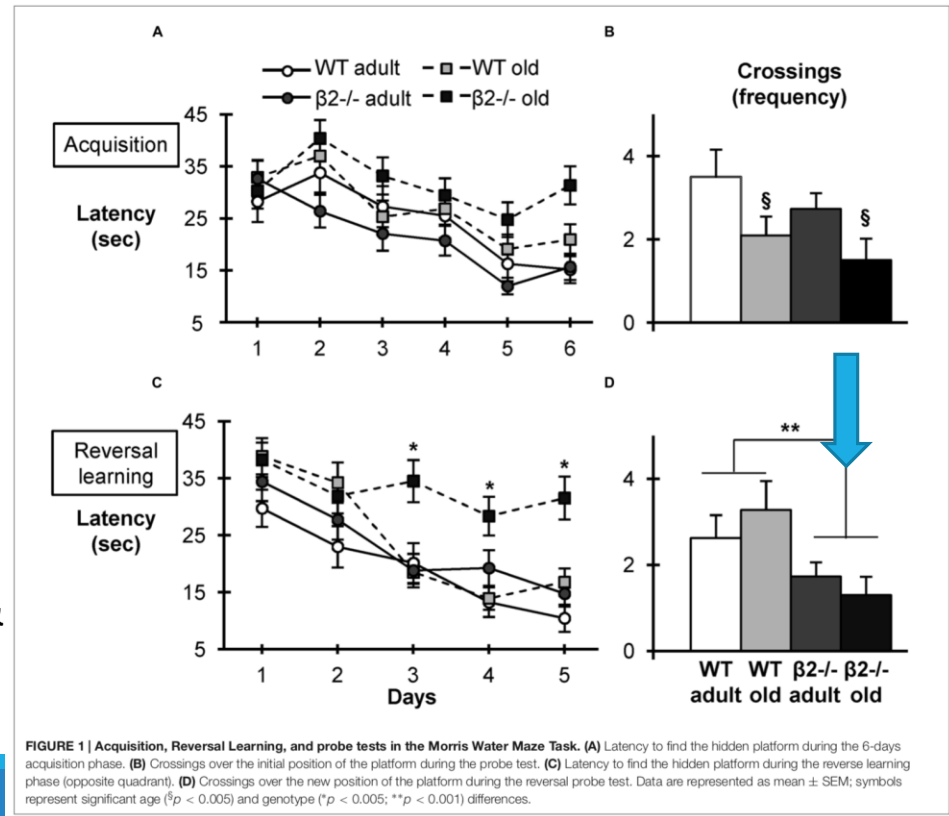 A
B
WT adult
WT old
β2-/- adult
β2-/- old
Crossings
(frequency)
Acquisition
Latency
(sec)
45
35
25
15
5
1 2 3 4 5 6
4
2
0
§
§
C
D
Reversal
learning
Latency
(sec)
45
35
25
15
5
*
*
*
1 2 3 4 5
Days
**
4
2
0
WT WT β2-/- β2-/-
adult old adult old
FIGURE 1 | Acquisition, Reversal Learning, and probe tests in the Morris Water Maze Task. (A) Latency to find the hidden platform during the 6-days
acquisition phase. (B) Crossings over the initial position of the platform during the probe test. (C) Latency to find the hidden platform during the reverse learning
phase (opposite quadrant). (D) Crossings over the new position of the platform during the reversal probe test. Data are represented as mean ± SEM; symbols
represent significant age (§p < 0.005) and genotype (*p < 0.005; **p < 0.001) differences.